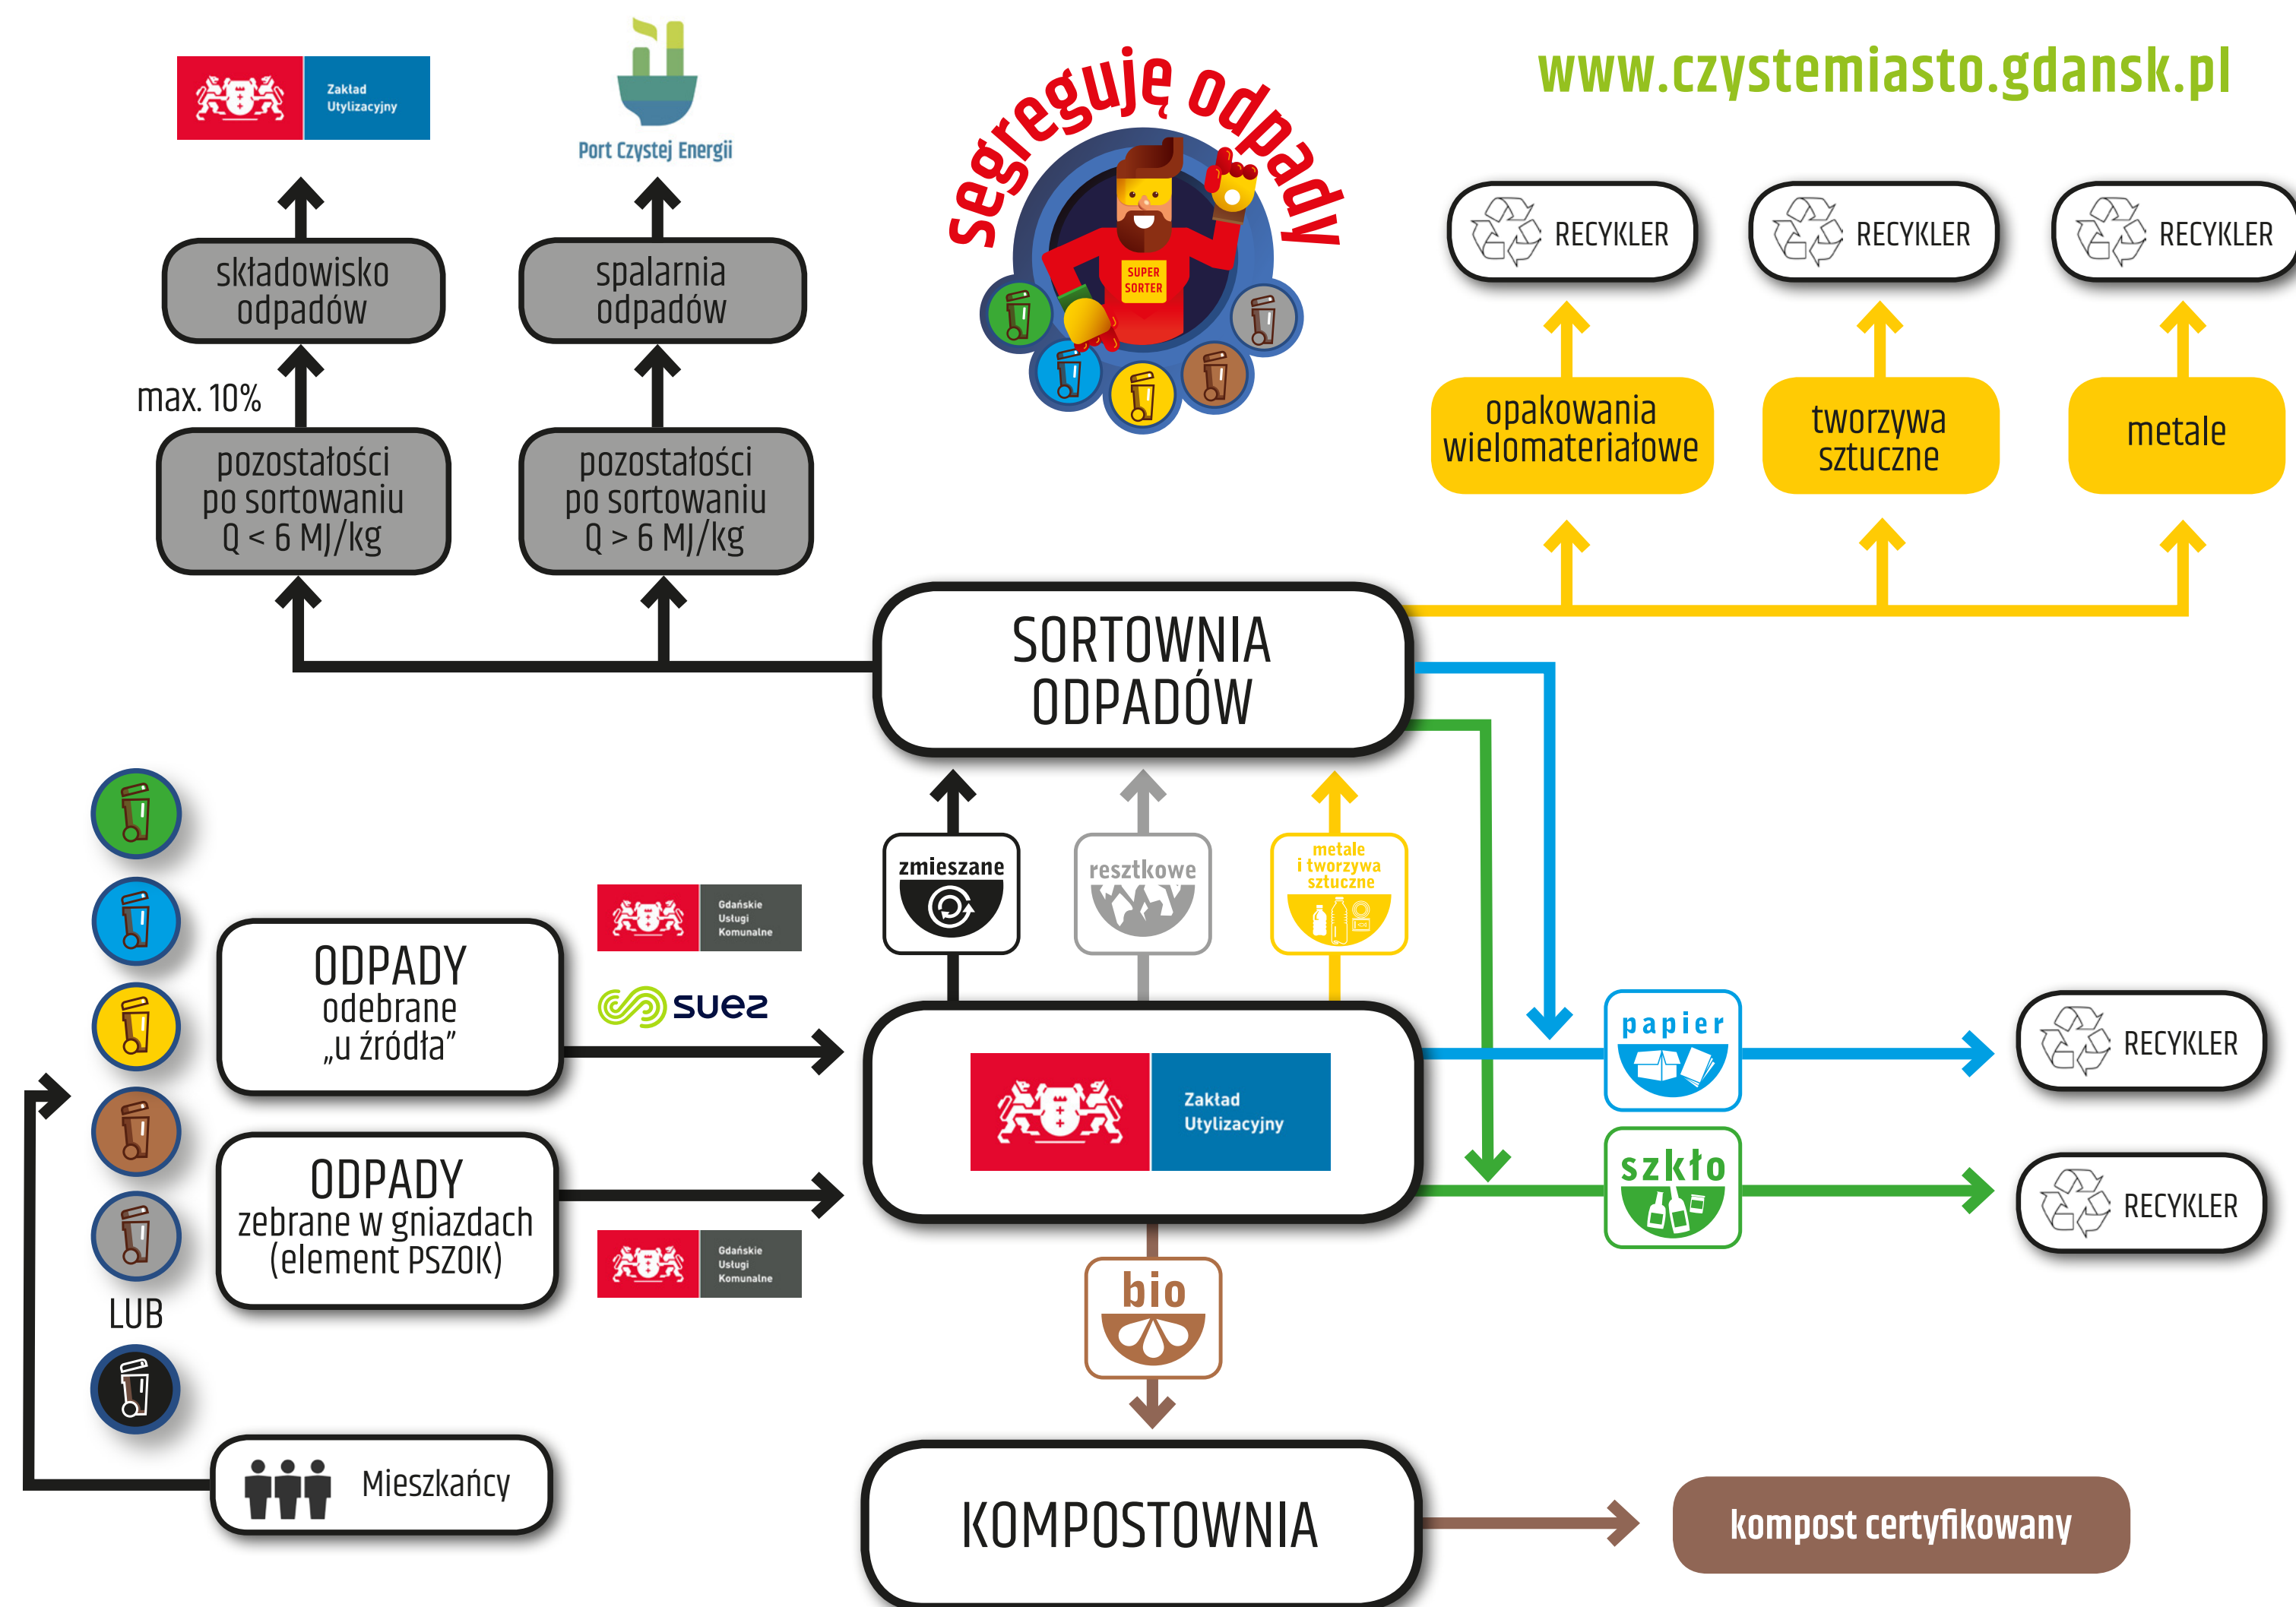 Zakład
Utylizacyjny
Port Czystej Energii
segreguję odpady
SUPER
SORTER
www.czystemiasto.gdansk.pl
RECYKLER
RECYKLER
RECYKLER
składowisko
odpadów
spalarnia
odpadów
max. 10%
pozostałości
po sortowaniu
Q < 6 MJ/kg
pozostałości
po sortowaniu
Q > 6 MJ/kg
opakowania
wielomateriałowe
tworzywa
sztuczne
metale
SORTOWNIA
ODPADÓW
zmieszane
resztkowe
metale
i tworzywa
sztuczne
ODPADY
odebrane
„u źródła”
Gdańskie
Usługi
Komunalne
suez
ODPADY
zebrane w gniazdach
(element PSZOK)
Gdańskie
Usługi
Komunalne
Zakład
Utylizacyjny
papier
RECYKLER
szkło
RECYKLER
LUB
bio
Mieszkańcy
KOMPOSTOWNIA
kompost certyfikowany